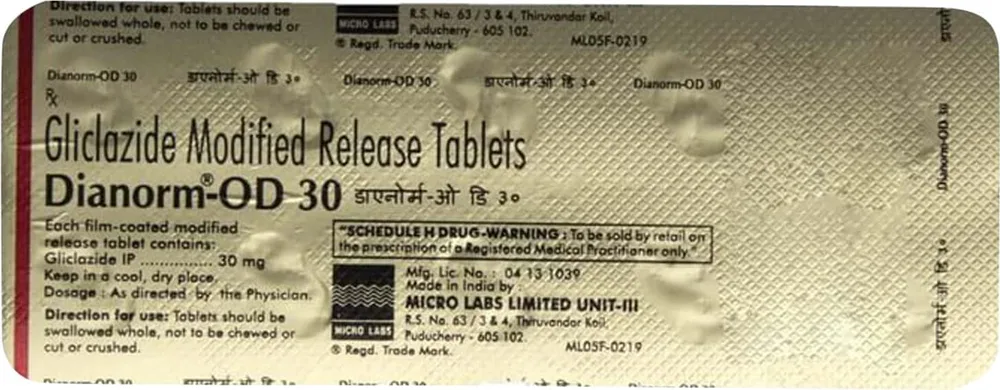 Direction for use: Tablets should be
swallowed whole, not to be chewed or
cut or crushed.
MICRO LABS
R.S. No. 63 / 3 & 4, Thiruvandar Koil,
Puducherry - 605 102.
® Regd. Trade Mark.
ML05F-0219
Dianorm-OD 30 डाएनोर्म-ओ डि ३० Dianorm-OD 30 डाएनोर्म-ओ डि ३० Dianorm-OD 30
Rx
Gliclazide Modified Release Tablets
Dianorm®-OD 30 डाएनोर्म-ओ डि ३०
Each film-coated modified
release tablet contains:
Gliclazide IP .............. 30 mg
Keep in a cool, dry place.
Dosage : As directed by the Physician.
Direction for use: Tablets should be
swallowed whole, not to be chewed or
cut or crushed.
"SCHEDULE H DRUG-WARNING : To be sold by retail on
the prescription of a Registered Medical Practitioner only."
MICRO LABS
Mfg. Lic. No. : 04 13 1039
Made in India by :
MICRO LABS LIMITED UNIT-III
R.S. No. 63 / 3 & 4, Thiruvandar Koil,
Puducherry - 605 102.
® Regd. Trade Mark.
ML05F-0219
Dianorm-OD 30
डाएनोर्म-ओ डि ३०